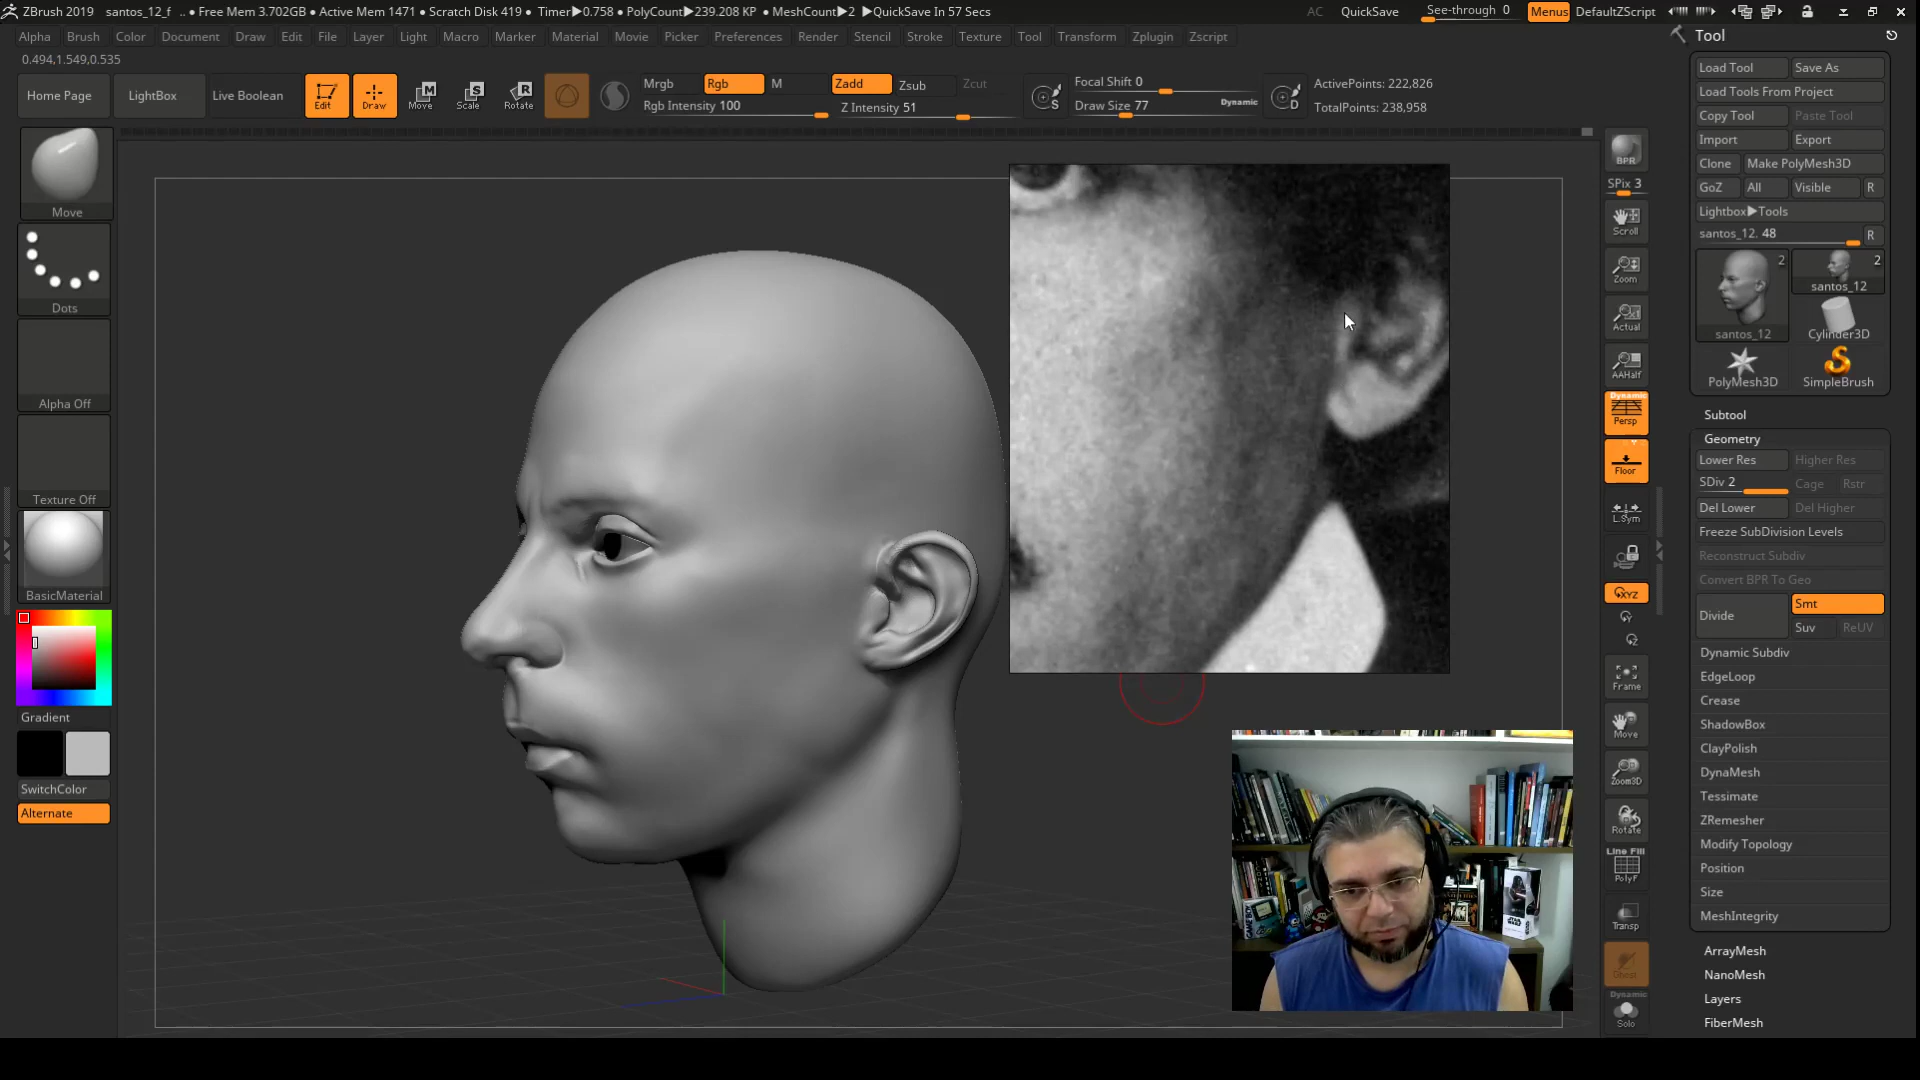 ZBrush 2019 santos_12_f .. ● Free Mem 3.702GB ● Active Mem 1471 ● Scratch Disk 419 ● Timer▶0.758 ● PolyCount▶239.208 KP ● MeshCount▶2 ▶QuickSave In 57 Secs AC QuickSave See-through 0 Menus DefaultZScript
Alpha Brush Color Document Draw Edit File Layer Light Macro Marker Material Movie Picker Preferences Render Stencil Stroke Texture Tool Transform Zplugin Zscript
0.494,1.549,0.535
Home Page LightBox Live Boolean Edit Draw Move Scale Rotate
Mrgb Rgb M Zadd Zsub Zcut
Rgb Intensity 100 Z Intensity 51
Focal Shift 0
Draw Size 77 Dynamic
ActivePoints: 222,826
TotalPoints: 238,958
Move
Dots
Alpha Off
Texture Off
BasicMaterial
Gradient
SwitchColor
Alternate
BPR
SPix 3
Scroll
Zoom
Actual
AAHalf
Dynamic
Persp
Floor
L.Sym
XYZ
Frame
Move
Zoom3D
Rotate
Line Fill
PolyF
Transp
Ghost
Dynamic
Solo
Tool
Load Tool Save As
Load Tools From Project
Copy Tool Paste Tool
Import Export
Clone Make PolyMesh3D
GoZ All Visible R
Lightbox▶Tools
santos_12. 48 R
2 2
santos_12
santos_12 Cylinder3D
PolyMesh3D SimpleBrush
Subtool
Geometry
Lower Res Higher Res
SDiv 2 Cage Rstr
Del Lower Del Higher
Freeze SubDivision Levels
Reconstruct Subdiv
Convert BPR To Geo
Divide Smt
Suv ReUV
Dynamic Subdiv
EdgeLoop
Crease
ShadowBox
ClayPolish
DynaMesh
Tessimate
ZRemesher
Modify Topology
Position
Size
MeshIntegrity
ArrayMesh
NanoMesh
Layers
FiberMesh